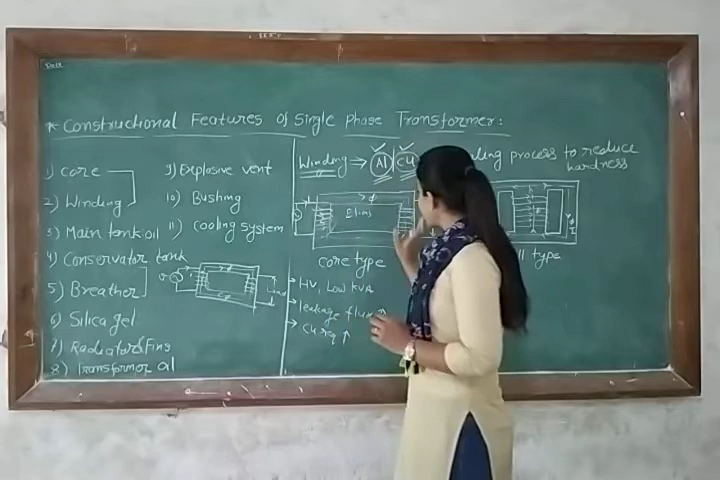 * Constructional Features of Single phase Transformer:
1) core
2) Winding
3) Main tank oil
4) Conservator tank
5) Breather
6) Silica gel
7) Radiators Fins
8) Transformer oil
9) Explosive vent
10) Bushing
11) cooling system
Load
Winding → Al | Cu process to reduce
hardness
core type
→ HV, Low KVA
→ leakage flux ↑
→ Cu req ↑
type